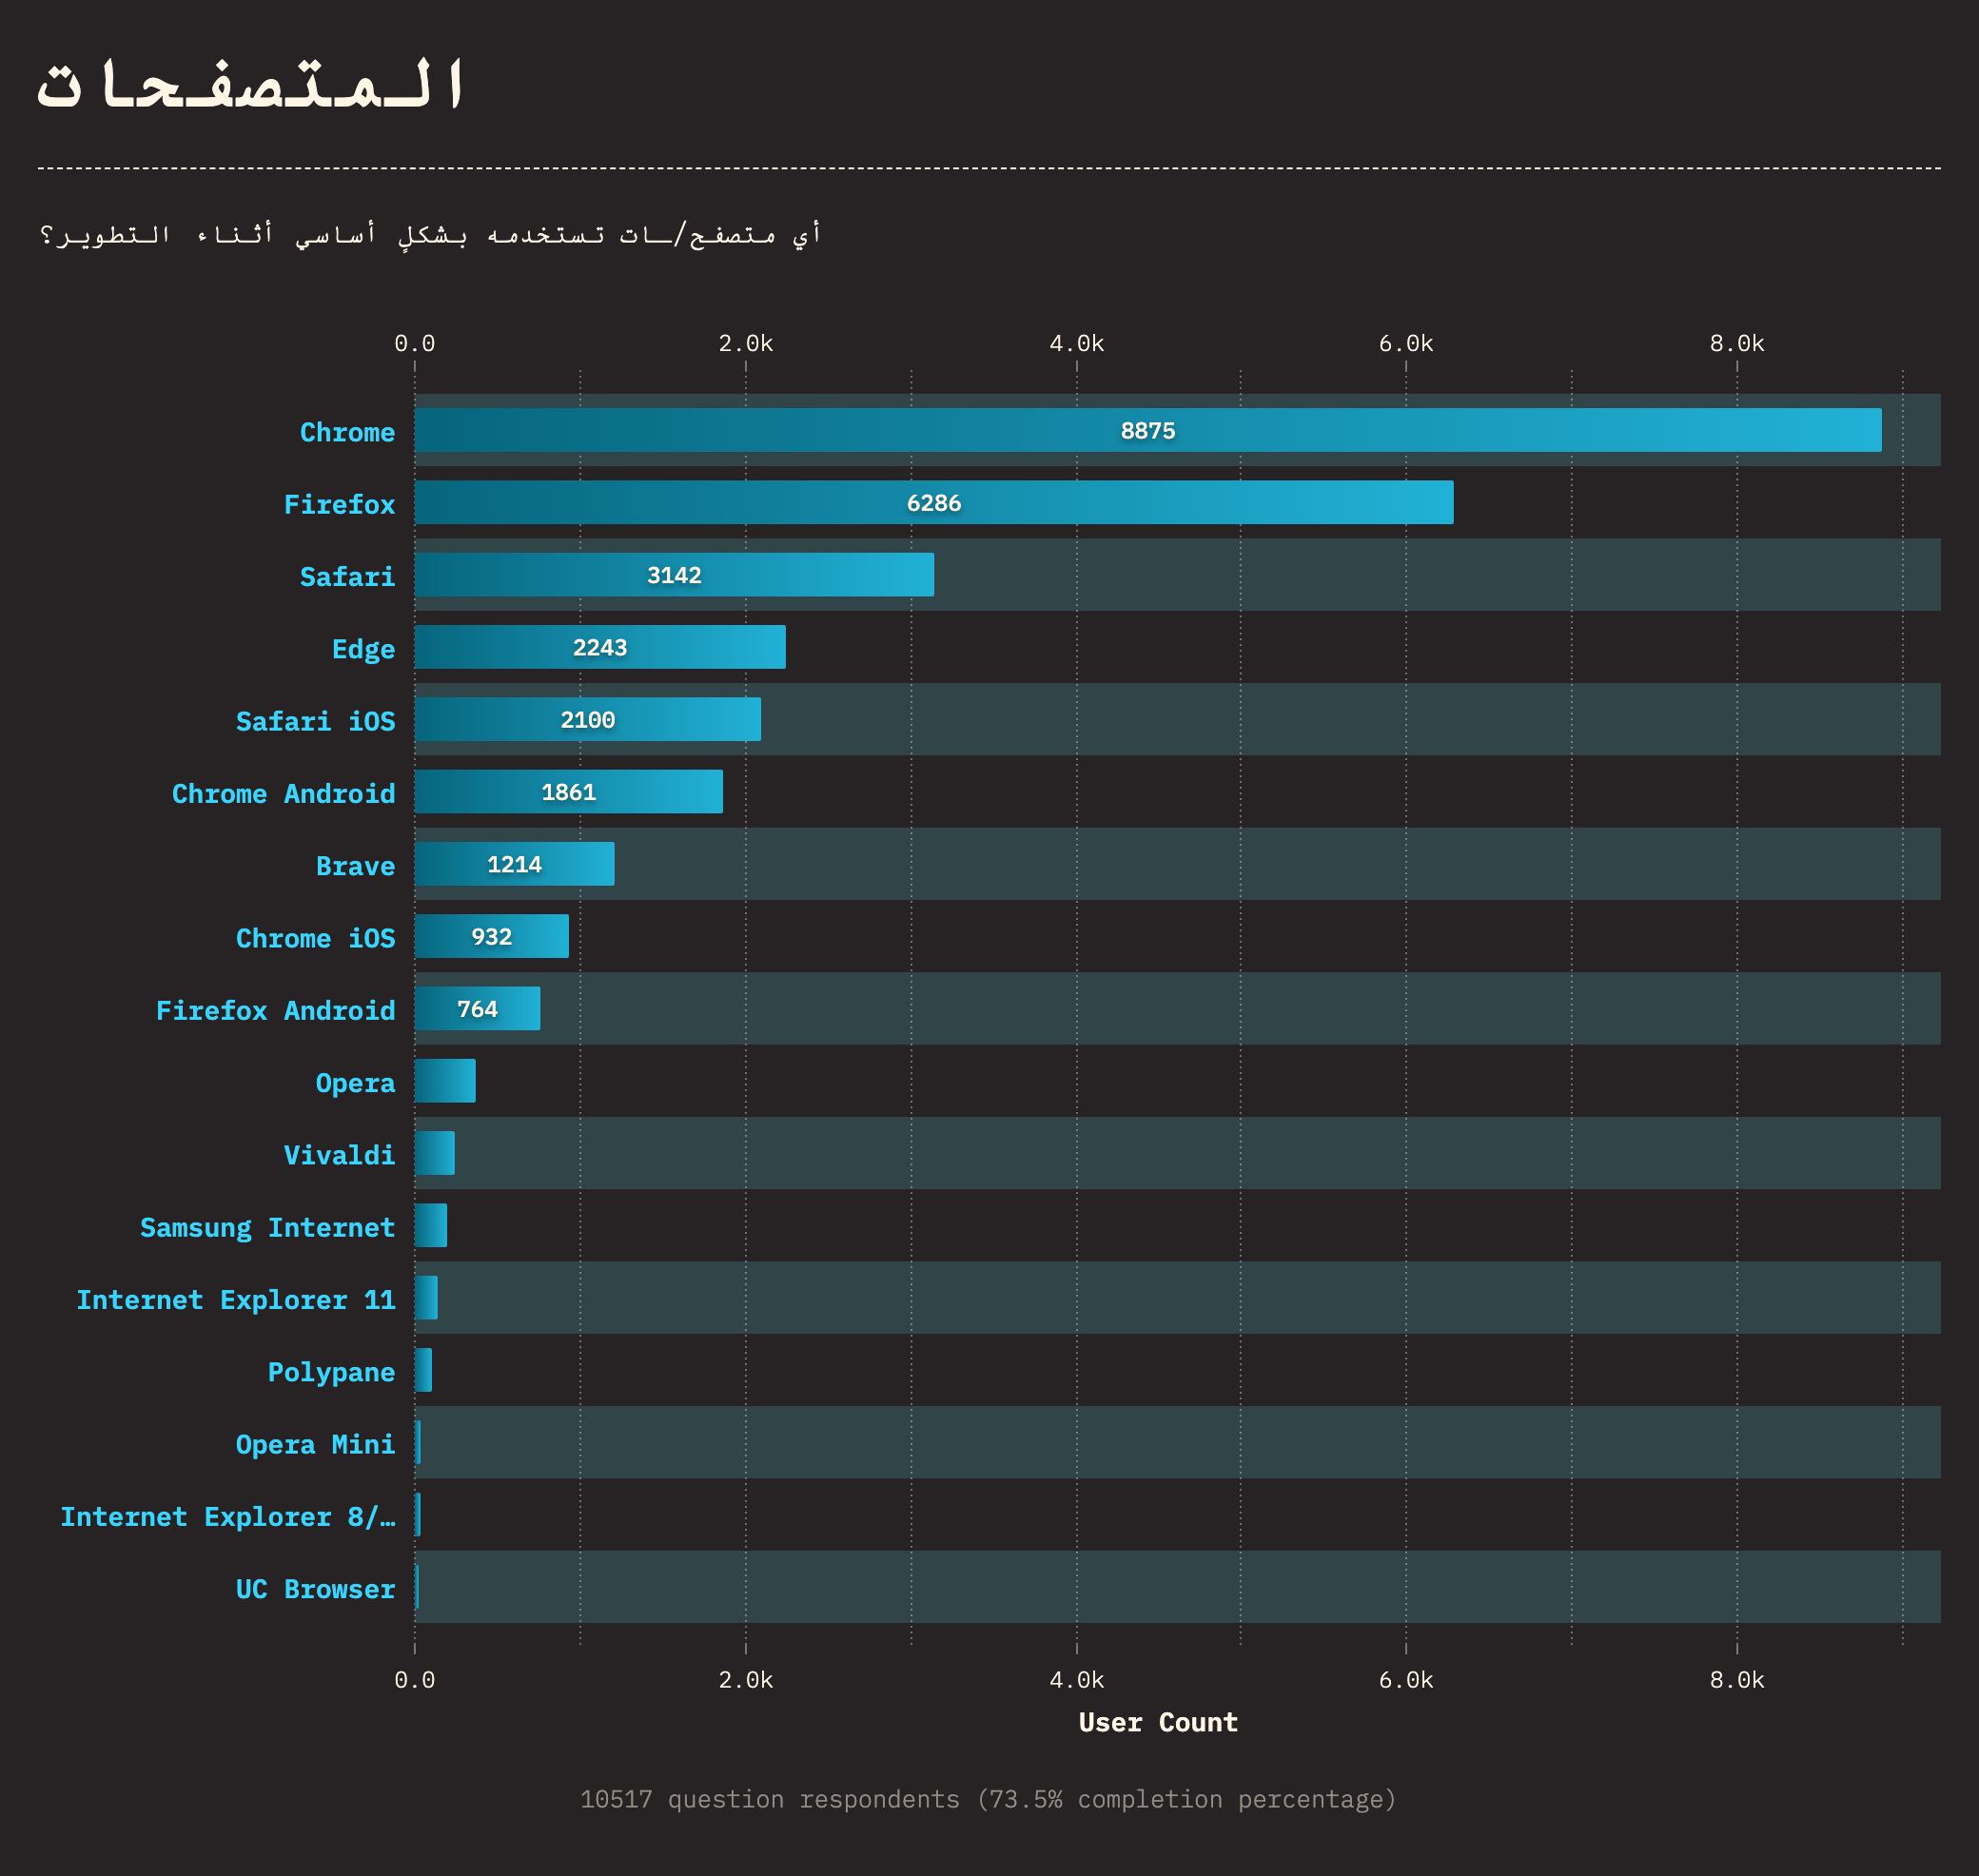 المتصفحات
أي متصفح/ـات تستخدمه بشكلٍ أساسي أثناء التطوير؟
0.0 2.0k 4.0k 6.0k 8.0k
Chrome 8875
Firefox 6286
Safari 3142
Edge 2243
Safari iOS 2100
Chrome Android 1861
Brave 1214
Chrome iOS 932
Firefox Android 764
Opera
Vivaldi
Samsung Internet
Internet Explorer 11
Polypane
Opera Mini
Internet Explorer 8/…
UC Browser
0.0 2.0k 4.0k 6.0k 8.0k
User Count
10517 question respondents (73.5% completion percentage)